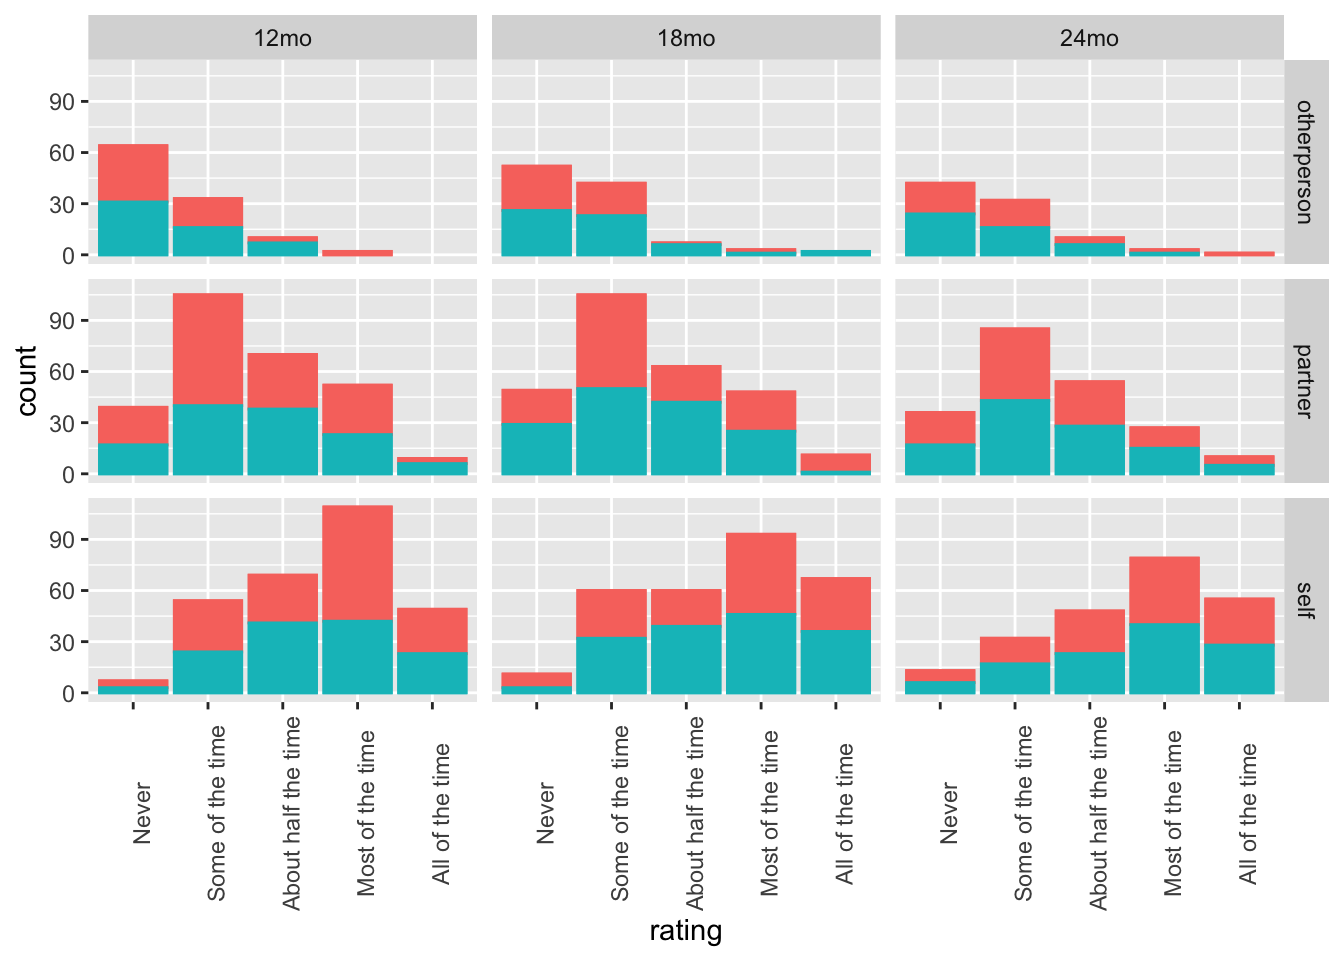 12mo
18mo
24mo
90
60
30
0
otherperson
90
60
30
0
partner
90
60
30
0
self
count
Never
Some of the time
About half the time
Most of the time
All of the time
Never
Some of the time
About half the time
Most of the time
All of the time
Never
Some of the time
About half the time
Most of the time
All of the time
rating